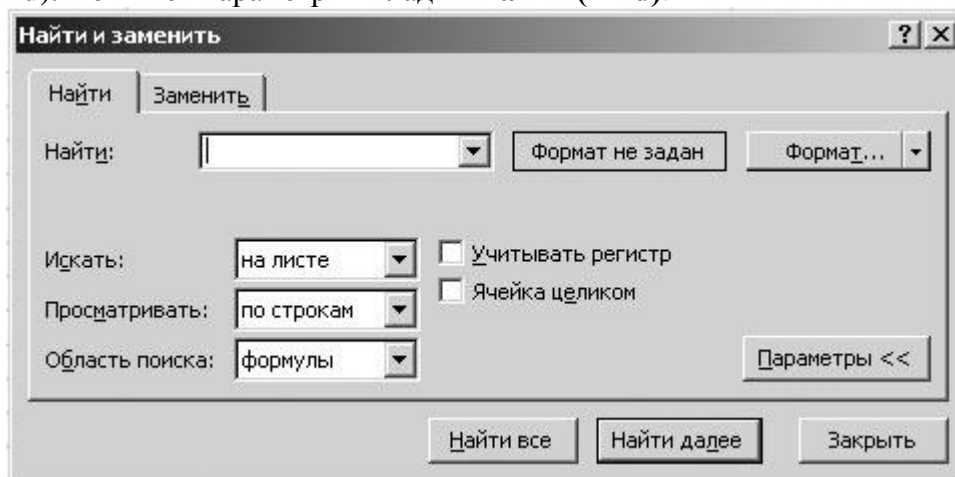 Найти и заменить
Найти Заменить
Найти: Формат не задан Формат...
Искать: на листе Учитывать регистр
Ячейка целиком
Просматривать: по строкам
Область поиска: формулы Параметры <<
Найти все Найти далее Закрыть